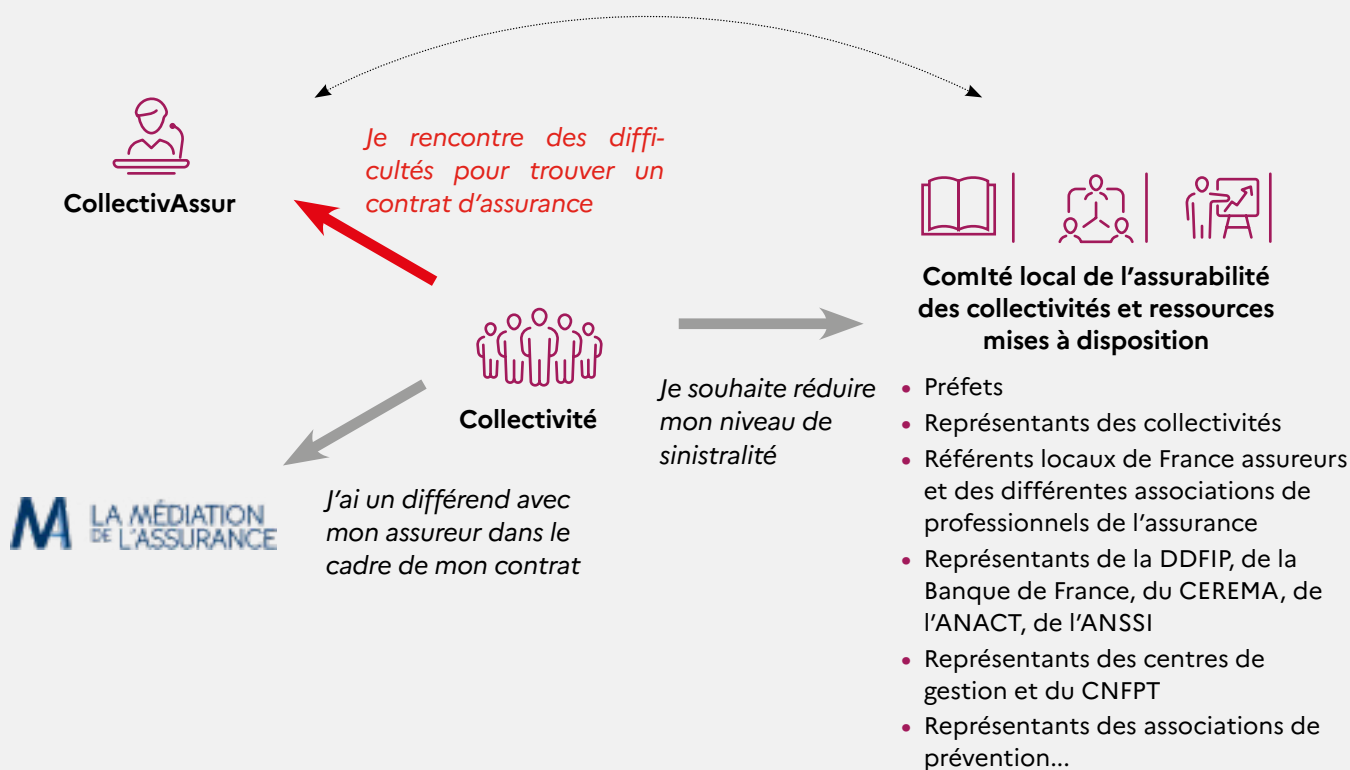 CollectivAssur
Je rencontre des diffi-
cultés pour trouver un
contrat d'assurance
ComIté local de l'assurabilité
des collectivités et ressources
mises à disposition
Collectivité
Je souhaite réduire
mon niveau de
sinistralité
• Préfets
• Représentants des collectivités
• Référents locaux de France assureurs
et des différentes associations de
professionnels de l'assurance
• Représentants de la DDFIP, de la
Banque de France, du CEREMA, de
l'ANACT, de l'ANSSI
• Représentants des centres de
gestion et du CNFPT
• Représentants des associations de
prévention...
MA LA MÉDIATION
DE L'ASSURANCE
J'ai un différend avec
mon assureur dans le
cadre de mon contrat